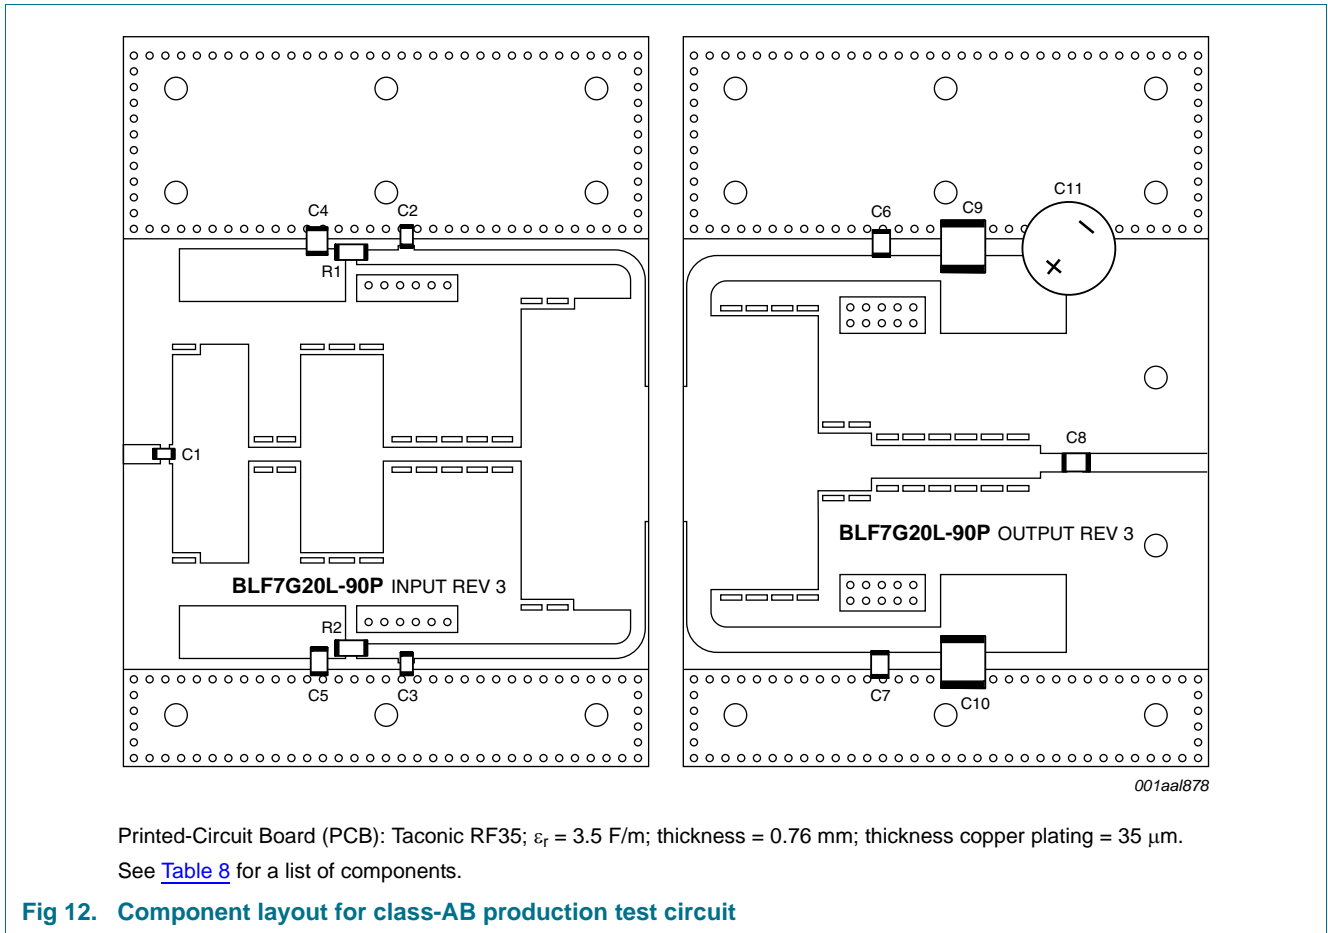 C4 C2 C6 C9 C11
R1
C1 C8
BLF7G20L-90P OUTPUT REV 3
BLF7G20L-90P INPUT REV 3
R2
C5 C3 C7 C10
001aal878
Printed-Circuit Board (PCB): Taconic RF35; εr = 3.5 F/m; thickness = 0.76 mm; thickness copper plating = 35 μm.
See Table 8 for a list of components.
Fig 12. Component layout for class-AB production test circuit